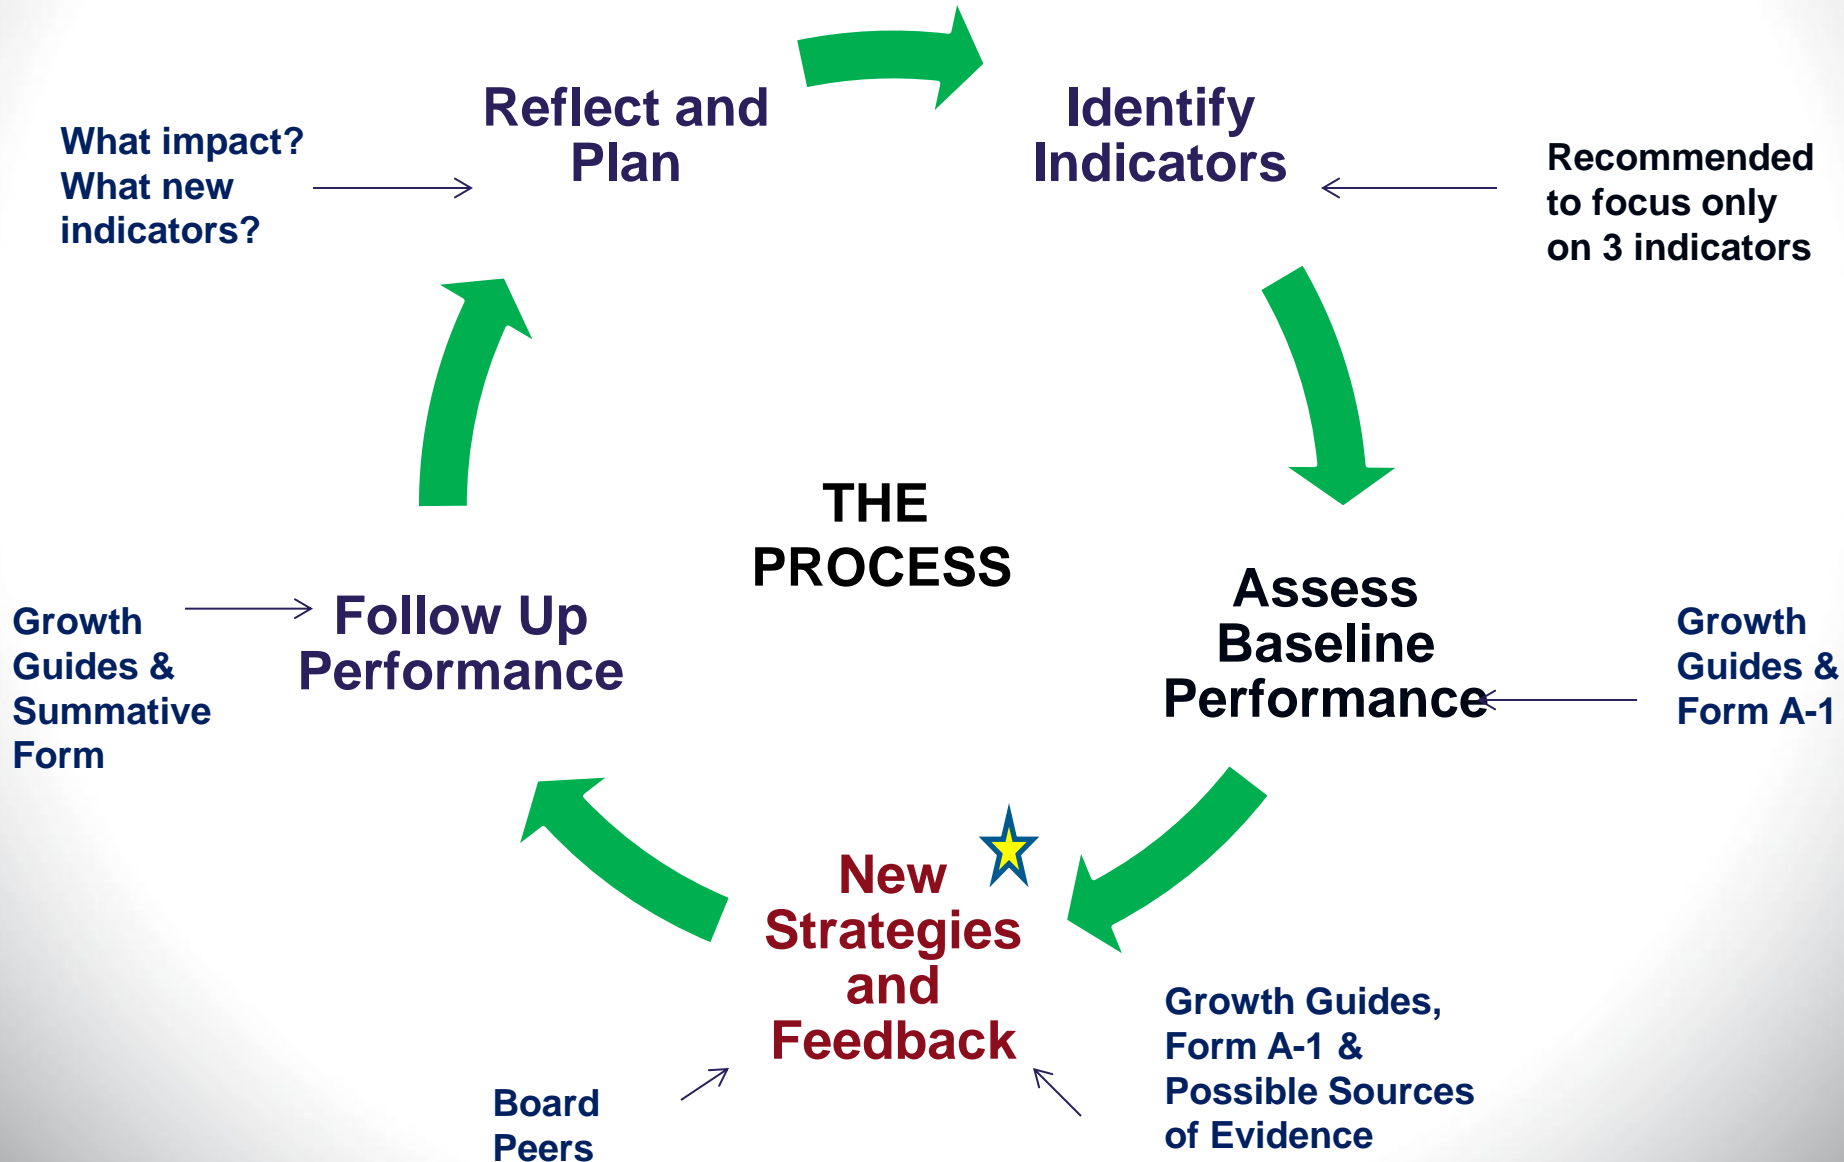 Reflect and
Plan
Identify
Indicators
What impact?
What new
indicators?
Recommended
to focus only
on 3 indicators
THE
PROCESS
Assess
Baseline
Performance
Growth
Guides &
Form A-1
Follow Up
Performance
Growth
Guides &
Summative
Form
New
Strategies
and
Feedback
Growth Guides,
Form A-1 &
Possible Sources
of Evidence
Board
Peers